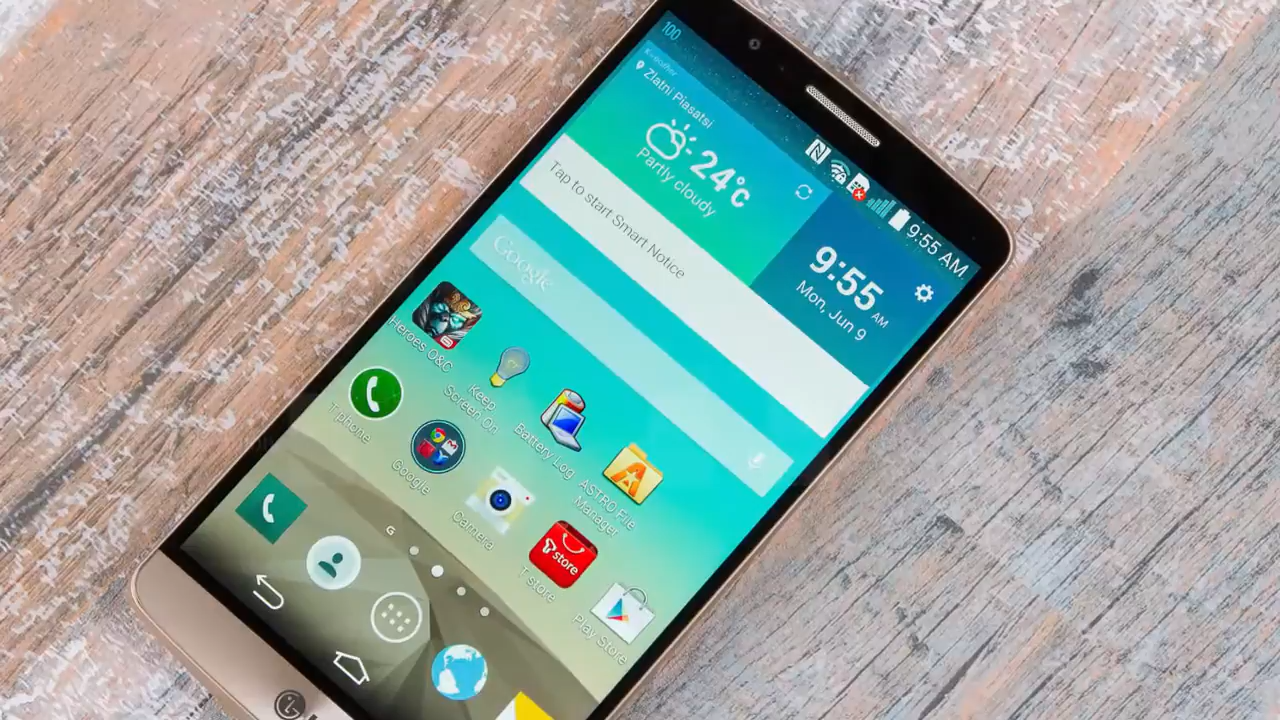 100
9:55 AM
K-weather
Zlatni Piasatsi
24°C
Partly cloudy
9:55 AM
Mon, Jun 9
Tap to start Smart Notice
Google
Heroes O&C
Keep
Screen On
Battery Log
ASTRO File
Manager
T phone
Google
Camera
T store
T store
Play Store